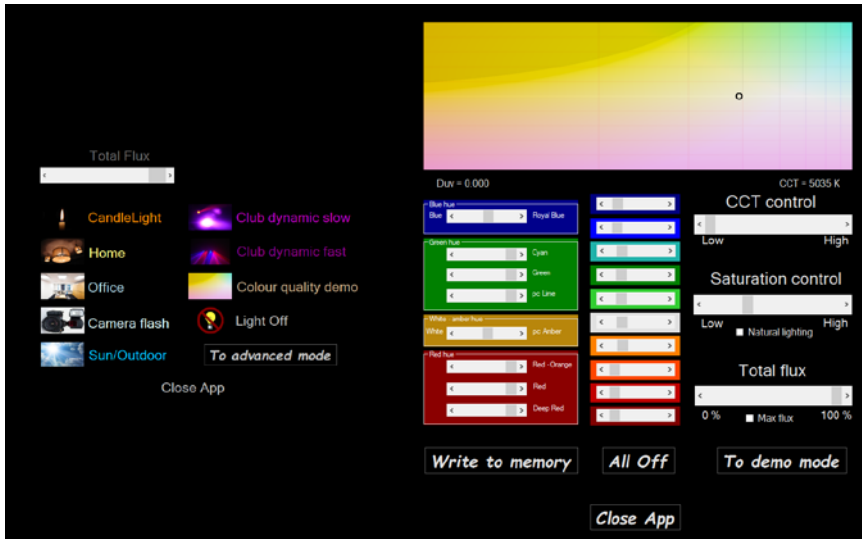 Total Flux
CandleLight
Club dynamic slow
Home
Club dynamic fast
Office
Colour quality demo
Camera flash
Light Off
Sun/Outdoor
To advanced mode
Close App
Duv = 0.000
CCT = 5035 K
Blue hue
Blue
Royal Blue
Green hue
Cyan
Green
pc Lime
White - amber hue
White
pc Amber
Red hue
Red -Orange
Red
Deep Red
CCT control
Low
High
Saturation control
Low
Natural lighting
High
Total flux
0 %
Max flux
100 %
Write to memory
All Off
To demo mode
Close App